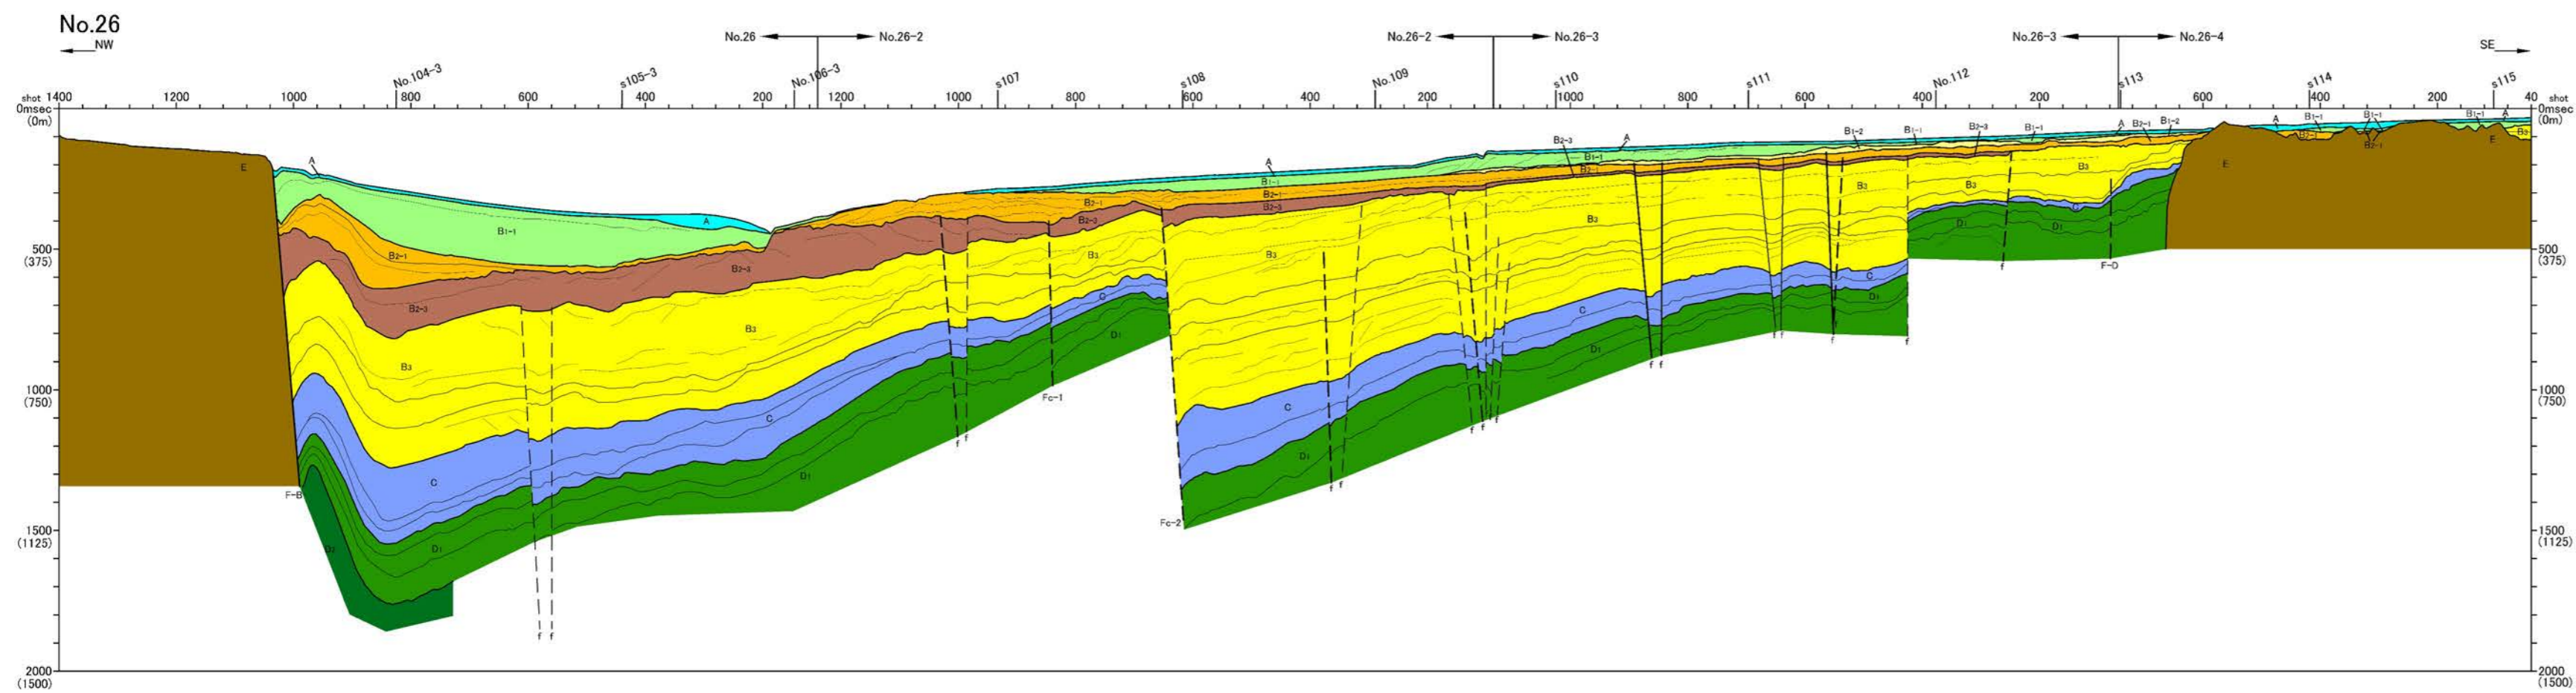 No.26
NW
No.26 No.26-2
No.26-2 No.26-3
No.26-3 No.26-4
SE
No.104-3 s105-3 No.106-3 s107 s108 No.109 s110 s111 No.112 s113 s114 s115
shot 1400 1200 1000 800 600 400 200 1200 1000 800 600 400 200 1000 800 600 400 200 600 400 200 40 shot
0msec 0msec
(0m) (0m)
A B2-3 A B1-2 B1-1 B2-3 B1-1 A B2-1 B1-2 A B1-1 B1-1 B1-1 A
E A A B1-1 B1-1 B2-1 B2-1 B2-1 E B3
B1-1 A B2-1 B2-3 B2-1 B2-3 B3 B3 B3 B3 E
500 500
(375) (375)
B2-1 B2-3 B3 B3 C D1 D1 C
f F-D
B2-3 B3 C D1 C D1
B3 D1 C D1 f f f f
1000 1000
(750) (750)
Fc-1
C C
f f f f f
C D1 D1
F-B f f
Fc-2
1500 1500
(1125) (1125)
D2 D1
f f
2000 2000
(1500) (1500)